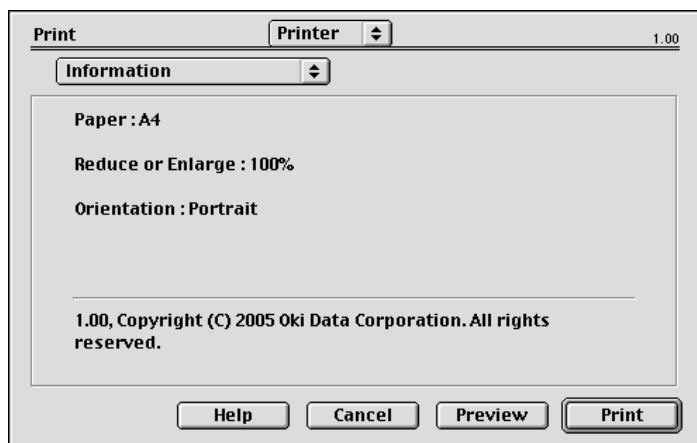 Print Printer 1.00
Information
Paper : A4
Reduce or Enlarge : 100%
Orientation : Portrait
1.00, Copyright (C) 2005 Oki Data Corporation. All rights
reserved.
Help Cancel Preview Print